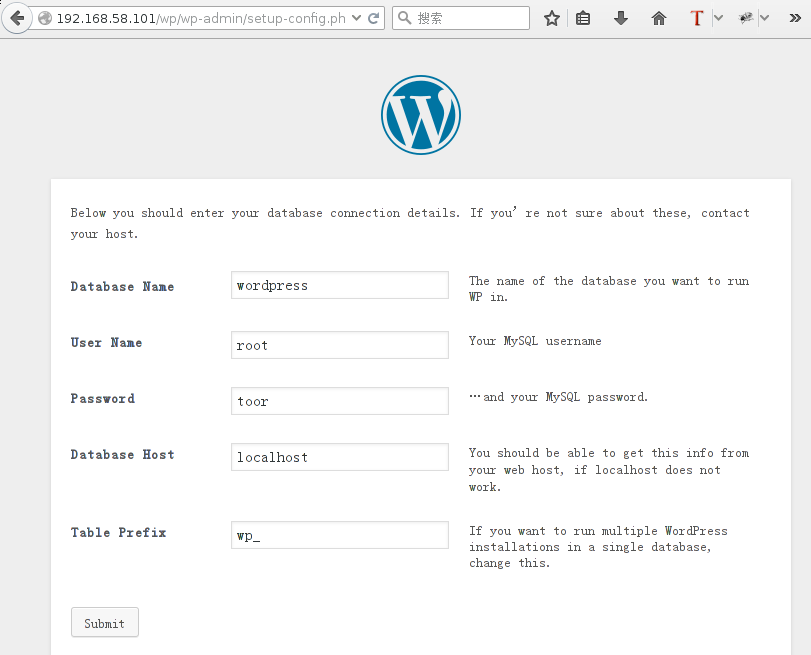 192.168.58.101/wp/wp-admin/setup-config.ph
搜索
Below you should enter your database connection details. If you're not sure about these, contact
your host.
Database Name
wordpress
The name of the database you want to run
WP in.
User Name
root
Your MySQL username
Password
toor
…and your MySQL password.
Database Host
localhost
You should be able to get this info from
your web host, if localhost does not
work.
Table Prefix
wp_
If you want to run multiple WordPress
installations in a single database,
change this.
Submit